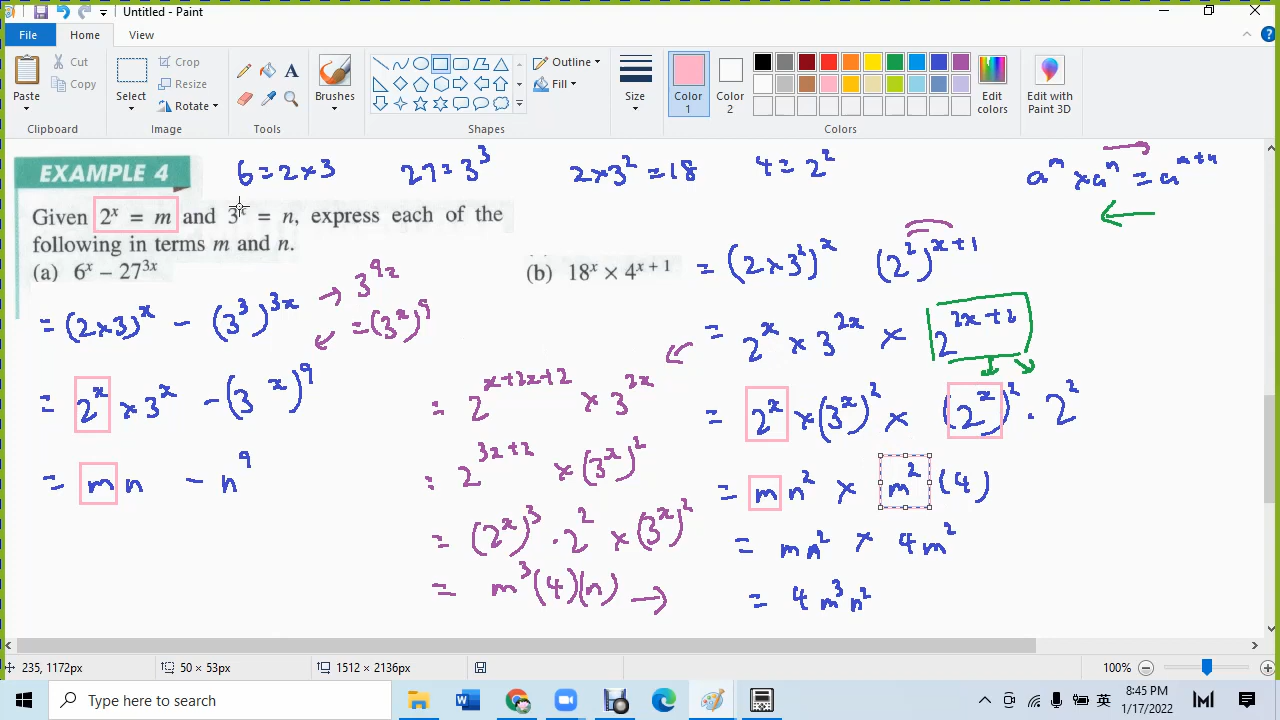 Untitled - Paint
File Home View
Paste Cut Copy Clipboard
Select Crop Resize Rotate Image
Tools
Brushes
Outline Fill Shapes
Size
Color 1 Color 2 Edit colors Colors
Edit with Paint 3D
EXAMPLE 4
6 = 2 × 3 27 = 3³ 2 × 3² = 18 4 = 2² aᵐ × aⁿ = aᵐ⁺ⁿ
Given 2ˣ = m and 3ˣ = n, express each of the
following in terms m and n.
(a) 6ˣ − 27³ˣ
= (2×3)ˣ − (3³)³ˣ → 3⁹ˣ
= (3ˣ)⁹
= 2ˣ × 3ˣ − (3ˣ)⁹
= m n − n⁹
(b) 18ˣ × 4ˣ⁺¹ = (2×3²)ˣ (2²)ˣ⁺¹
= 2ˣ × 3²ˣ × 2²ˣ⁺²
= 2ˣ × (3ˣ)² × (2ˣ)² · 2²
= m n² × m² (4)
= mn² × 4m²
= 4m³n²
= 2ˣ⁺²ˣ⁺² × 3²ˣ
= 2³ˣ⁺² × (3ˣ)²
= (2ˣ)³ · 2² × (3ˣ)²
= m³(4)(n) →
235, 1172px 50 × 53px 1512 × 2136px 100%
Type here to search
英
8:45 PM
1/17/2022